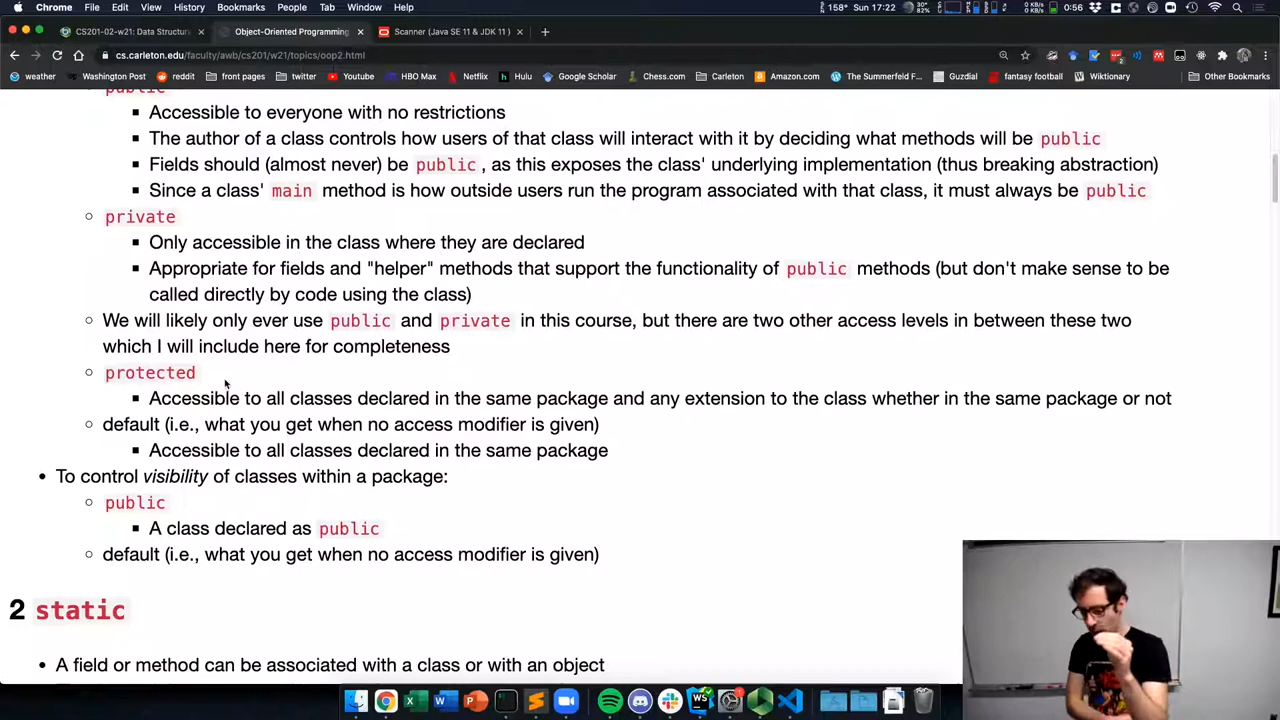 Chrome File Edit View History Bookmarks People Tab Window Help
158° Sun 17:22 30% 82° 0 KB/s 0 KB/s 0:56
CS201-02-w21: Data Structur
Object-Oriented Programming
Scanner (Java SE 11 & JDK 11 )
cs.carleton.edu/faculty/awb/cs201/w21/topics/oop2.html
weather Washington Post reddit front pages twitter YouTube HBO Max Netflix Hulu Google Scholar Chess.com Carleton Amazon.com The Summerfeld F... Guzdial fantasy football Wiktionary Other Bookmarks
public
Accessible to everyone with no restrictions
The author of a class controls how users of that class will interact with it by deciding what methods will be public
Fields should (almost never) be public, as this exposes the class' underlying implementation (thus breaking abstraction)
Since a class' main method is how outside users run the program associated with that class, it must always be public
private
Only accessible in the class where they are declared
Appropriate for fields and "helper" methods that support the functionality of public methods (but don't make sense to be
called directly by code using the class)
We will likely only ever use public and private in this course, but there are two other access levels in between these two
which I will include here for completeness
protected
Accessible to all classes declared in the same package and any extension to the class whether in the same package or not
default (i.e., what you get when no access modifier is given)
Accessible to all classes declared in the same package
To control visibility of classes within a package:
public
A class declared as public
default (i.e., what you get when no access modifier is given)
2 static
A field or method can be associated with a class or with an object